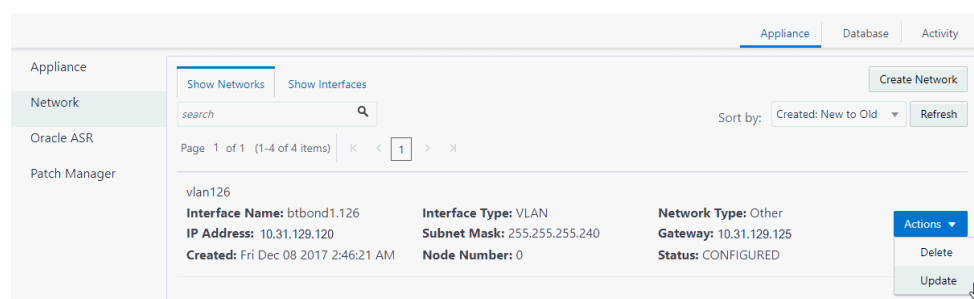 Appliance Database Activity
Appliance
Network
Oracle ASR
Patch Manager
Show Networks Show Interfaces
Create Network
search
Sort by: Created: New to Old Refresh
Page 1 of 1 (1-4 of 4 items) 1
vlan126
Interface Name: btbond1.126 Interface Type: VLAN Network Type: Other
IP Address: 10.31.129.120 Subnet Mask: 255.255.255.240 Gateway: 10.31.129.125
Created: Fri Dec 08 2017 2:46:21 AM Node Number: 0 Status: CONFIGURED
Actions
Delete
Update